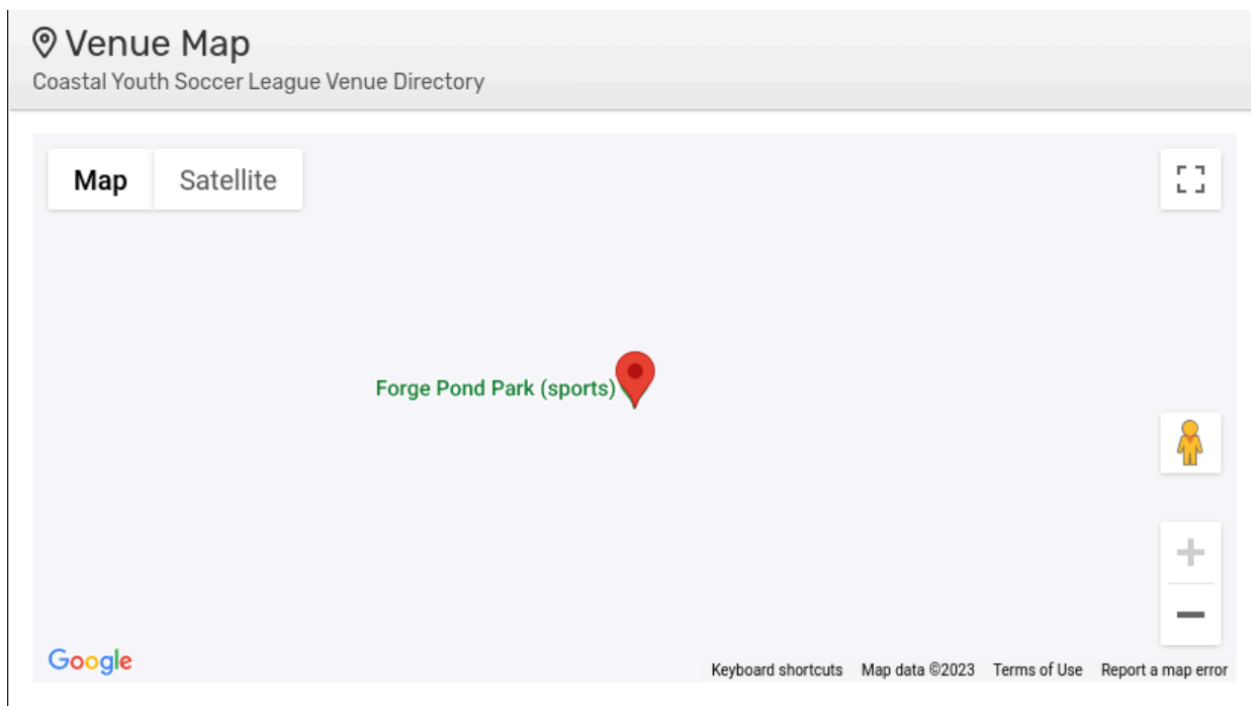 Venue Map
Coastal Youth Soccer League Venue Directory
Map Satellite
Forge Pond Park (sports)
Google
Keyboard shortcuts Map data ©2023 Terms of Use Report a map error